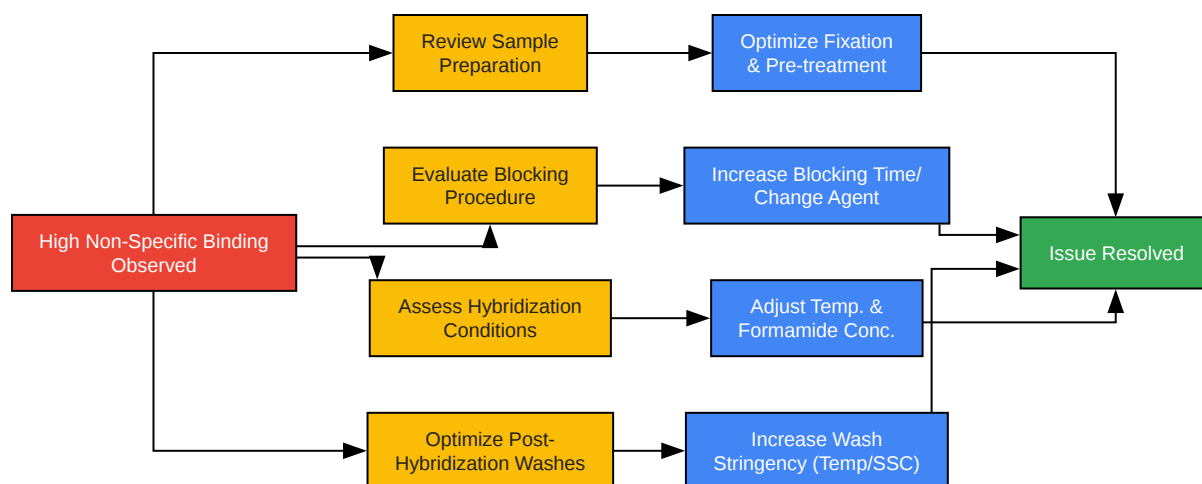 Review Sample
Preparation
Optimize Fixation
& Pre-treatment
Evaluate Blocking
Procedure
Increase Blocking Time/
Change Agent
High Non-Specific Binding
Observed
Issue Resolved
Assess Hybridization
Conditions
Adjust Temp. &
Formamide Conc.
Optimize Post-
Hybridization Washes
Increase Wash
Stringency (Temp/SSC)